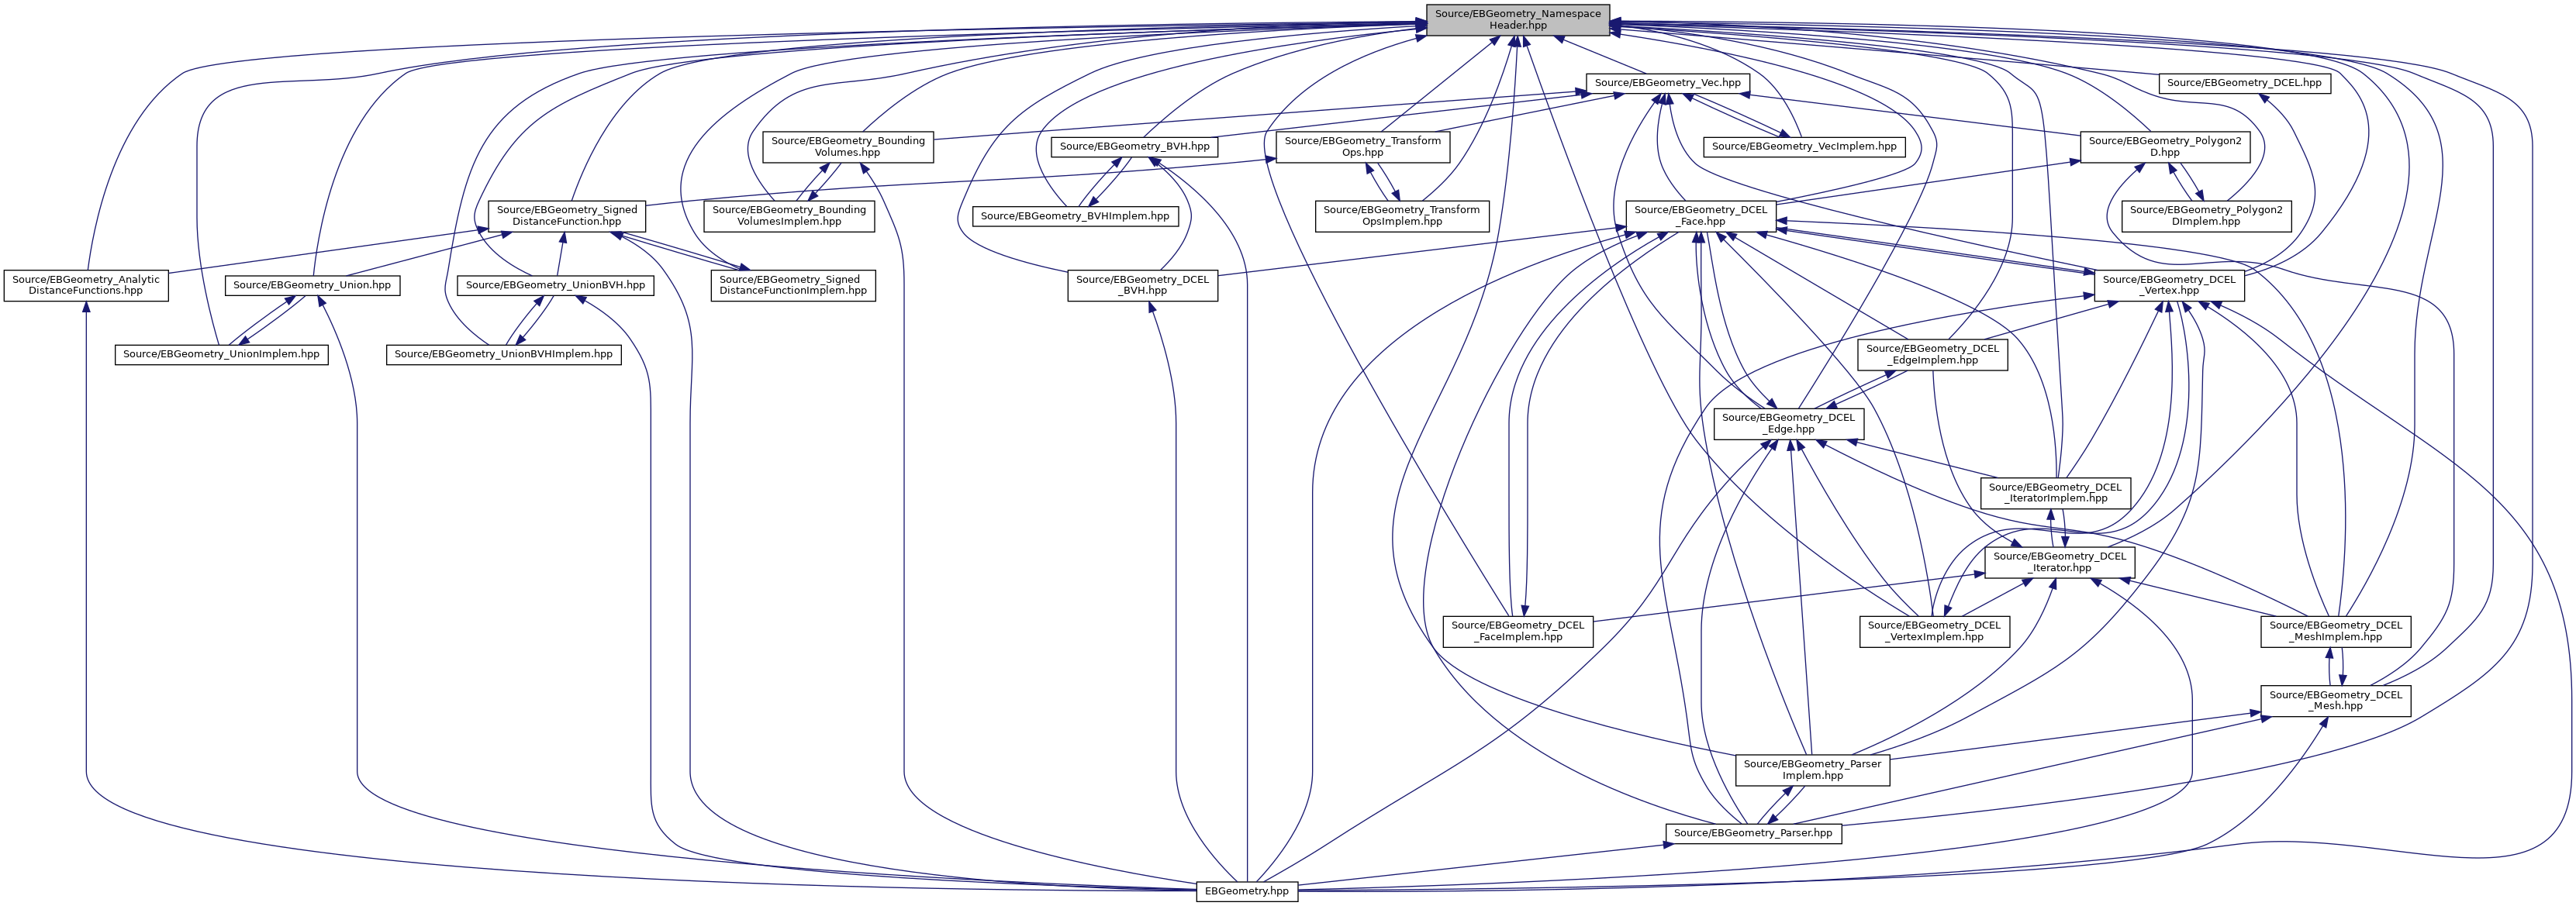 Source/EBGeometry_Namespace
Header.hpp
Source/EBGeometry_Vec.hpp
Source/EBGeometry_DCEL.hpp
Source/EBGeometry_Bounding
Volumes.hpp
Source/EBGeometry_BVH.hpp
Source/EBGeometry_Transform
Ops.hpp
Source/EBGeometry_VecImplem.hpp
Source/EBGeometry_Polygon2
D.hpp
Source/EBGeometry_Signed
DistanceFunction.hpp
Source/EBGeometry_Bounding
VolumesImplem.hpp
Source/EBGeometry_BVHImplem.hpp
Source/EBGeometry_Transform
OpsImplem.hpp
Source/EBGeometry_DCEL
_Face.hpp
Source/EBGeometry_Polygon2
DImplem.hpp
Source/EBGeometry_Analytic
DistanceFunctions.hpp
Source/EBGeometry_Union.hpp
Source/EBGeometry_UnionBVH.hpp
Source/EBGeometry_Signed
DistanceFunctionImplem.hpp
Source/EBGeometry_DCEL
_BVH.hpp
Source/EBGeometry_DCEL
_Vertex.hpp
Source/EBGeometry_UnionImplem.hpp
Source/EBGeometry_UnionBVHImplem.hpp
Source/EBGeometry_DCEL
_EdgeImplem.hpp
Source/EBGeometry_DCEL
_Edge.hpp
Source/EBGeometry_DCEL
_IteratorImplem.hpp
Source/EBGeometry_DCEL
_Iterator.hpp
Source/EBGeometry_DCEL
_FaceImplem.hpp
Source/EBGeometry_DCEL
_VertexImplem.hpp
Source/EBGeometry_DCEL
_MeshImplem.hpp
Source/EBGeometry_DCEL
_Mesh.hpp
Source/EBGeometry_Parser
Implem.hpp
Source/EBGeometry_Parser.hpp
EBGeometry.hpp